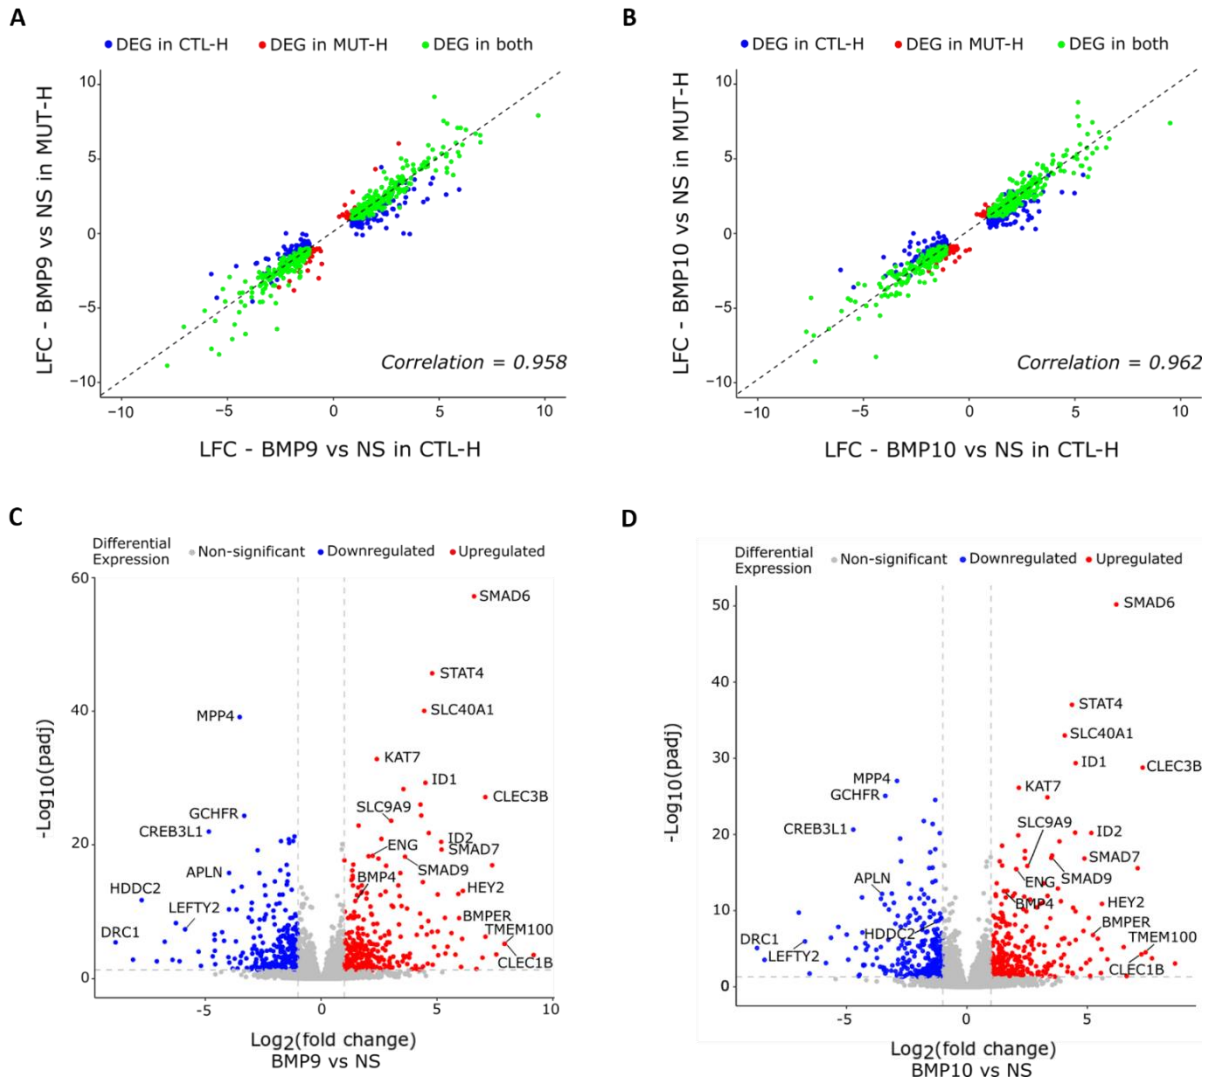 A
DEG in CTL-H DEG in MUT-H DEG in both
10
5
0
−5
−10
−10 −5 0 5 10
LFC - BMP9 vs NS in MUT-H
LFC - BMP9 vs NS in CTL-H
Correlation = 0.958
B
DEG in CTL-H DEG in MUT-H DEG in both
10
5
0
−5
−10
−10 −5 0 5 10
LFC - BMP10 vs NS in MUT-H
LFC - BMP10 vs NS in CTL-H
Correlation = 0.962
C
Differential
Expression
Non-significant Downregulated Upregulated
60
40
20
0
-Log10(padj)
SMAD6
STAT4
SLC40A1
MPP4
KAT7
ID1
CLEC3B
SLC9A9
GCHFR
CREB3L1
ID2
ENG
SMAD7
SMAD9
APLN
BMP4
HEY2
HDDC2
LEFTY2
BMPER
DRC1
TMEM100
CLEC1B
-5 0 5 10
Log2(fold change)
BMP9 vs NS
D
Differential
Expression
Non-significant Downregulated Upregulated
50
40
30
20
10
0
-Log10(padj)
SMAD6
STAT4
SLC40A1
ID1
CLEC3B
MPP4
KAT7
GCHFR
SLC9A9
CREB3L1
ID2
SMAD7
SMAD9
APLN
ENG
BMP4
HEY2
HDDC2
BMPER
DRC1
TMEM100
LEFTY2
CLEC1B
-5 0 5
Log2(fold change)
BMP10 vs NS